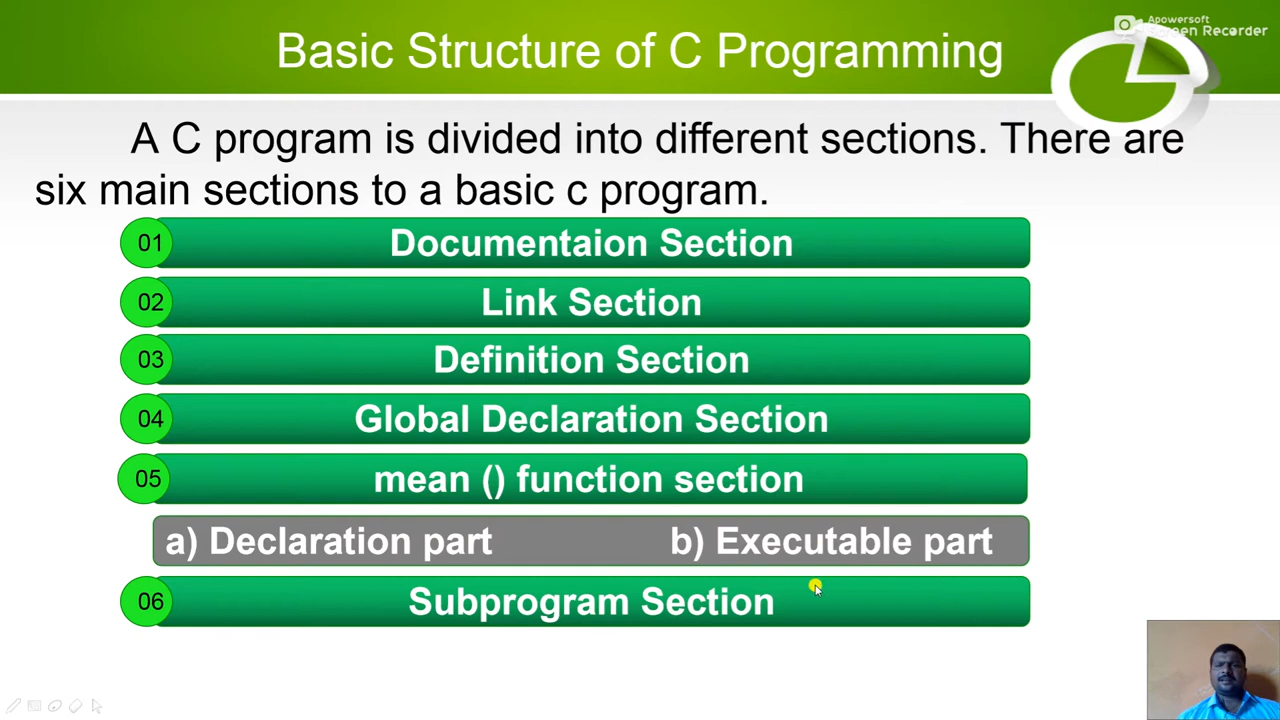 Basic Structure of C Programming
Apowersoft
Screen Recorder
A C program is divided into different sections. There are
six main sections to a basic c program.
01 Documentaion Section
02 Link Section
03 Definition Section
04 Global Declaration Section
05 mean () function section
a) Declaration part b) Executable part
06 Subprogram Section